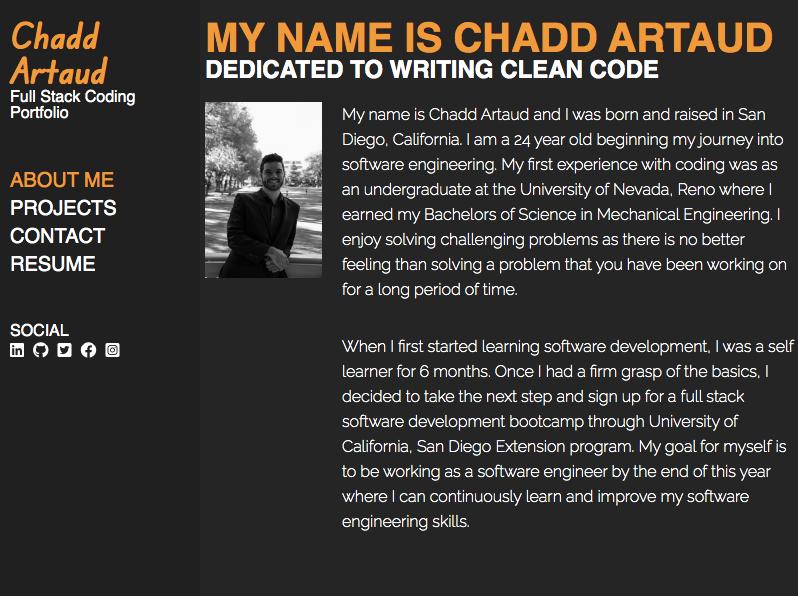 Chadd
Artaud
Full Stack Coding
Portfolio
ABOUT ME
PROJECTS
CONTACT
RESUME
SOCIAL
MY NAME IS CHADD ARTAUD
DEDICATED TO WRITING CLEAN CODE
My name is Chadd Artaud and I was born and raised in San
Diego, California. I am a 24 year old beginning my journey into
software engineering. My first experience with coding was as
an undergraduate at the University of Nevada, Reno where I
earned my Bachelors of Science in Mechanical Engineering. I
enjoy solving challenging problems as there is no better
feeling than solving a problem that you have been working on
for a long period of time.
When I first started learning software development, I was a self
learner for 6 months. Once I had a firm grasp of the basics, I
decided to take the next step and sign up for a full stack
software development bootcamp through University of
California, San Diego Extension program. My goal for myself is
to be working as a software engineer by the end of this year
where I can continuously learn and improve my software
engineering skills.